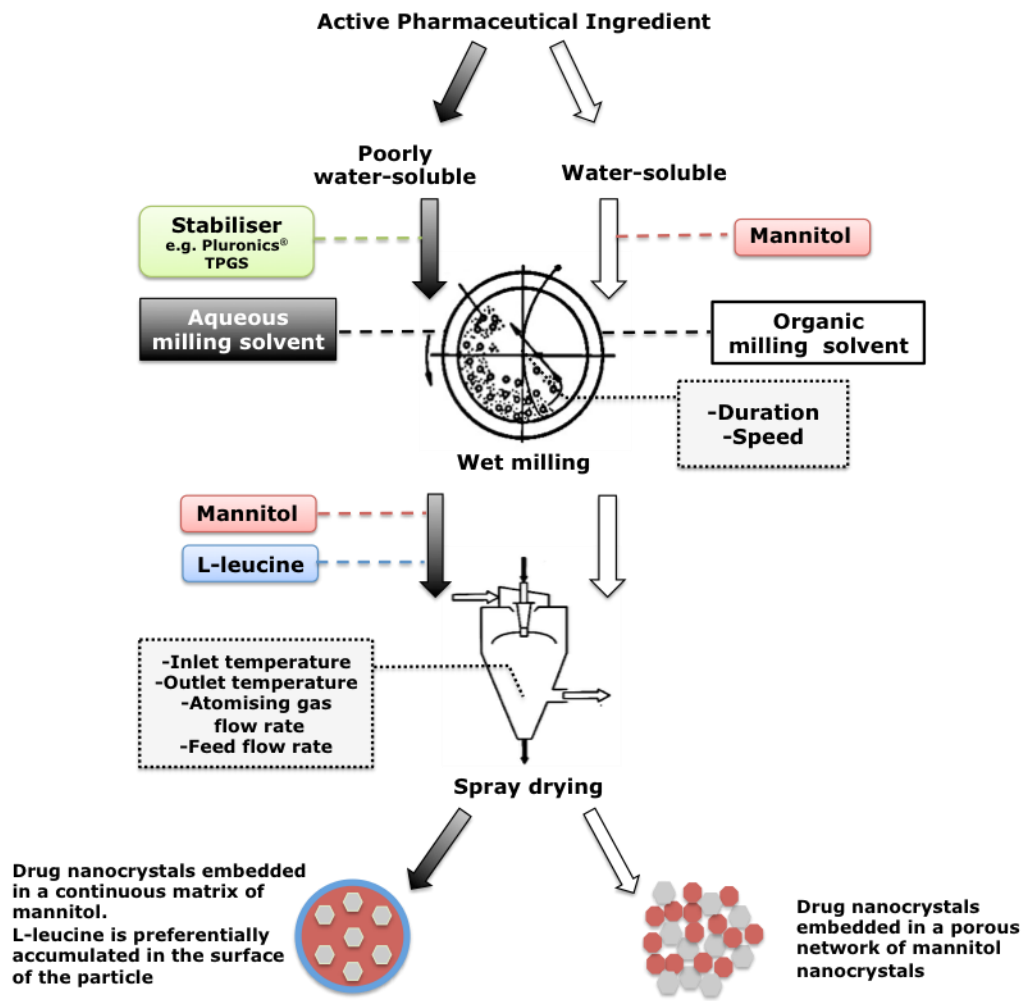 Active Pharmaceutical Ingredient
Poorly
water-soluble
Water-soluble
Stabiliser
e.g. Pluronics®
TPGS
Mannitol
Aqueous
milling solvent
Organic
milling solvent
-Duration
-Speed
Wet milling
Mannitol
L-leucine
-Inlet temperature
-Outlet temperature
-Atomising gas
flow rate
-Feed flow rate
Spray drying
Drug nanocrystals embedded
in a continuous matrix of
mannitol.
L-leucine is preferentially
accumulated in the surface
of the particle
Drug nanocrystals
embedded in a porous
network of mannitol
nanocrystals